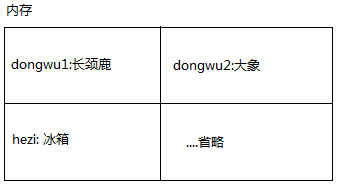 内存
dongwu1:长颈鹿
dongwu2:大象
hezi: 冰箱
....省略